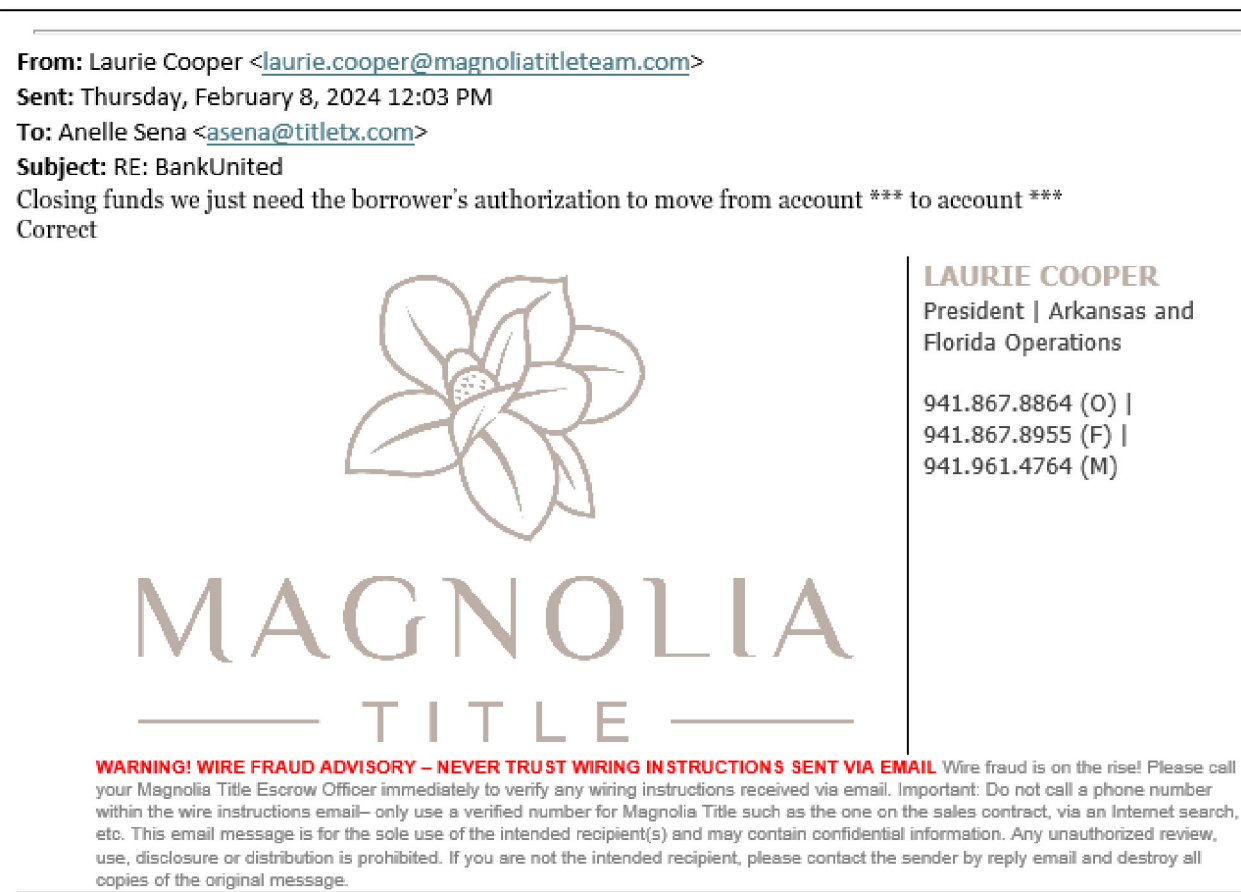 From: Laurie Cooper <laurie.cooper@magnoliatitleteam.com>
Sent: Thursday, February 8, 2024 12:03 PM
To: Anelle Sena <asena@titletx.com>
Subject: RE: BankUnited
Closing funds we just need the borrower’s authorization to move from account *** to account ***
Correct
MAGNOLIA
TITLE
LAURIE COOPER
President | Arkansas and
Florida Operations
941.867.8864 (O) |
941.867.8955 (F) |
941.961.4764 (M)
WARNING! WIRE FRAUD ADVISORY – NEVER TRUST WIRING INSTRUCTIONS SENT VIA EMAIL Wire fraud is on the rise! Please call
your Magnolia Title Escrow Officer immediately to verify any wiring instructions received via email. Important: Do not call a phone number
within the wire instructions email– only use a verified number for Magnolia Title such as the one on the sales contract, via an Internet search,
etc. This email message is for the sole use of the intended recipient(s) and may contain confidential information. Any unauthorized review,
use, disclosure or distribution is prohibited. If you are not the intended recipient, please contact the sender by reply email and destroy all
copies of the original message.